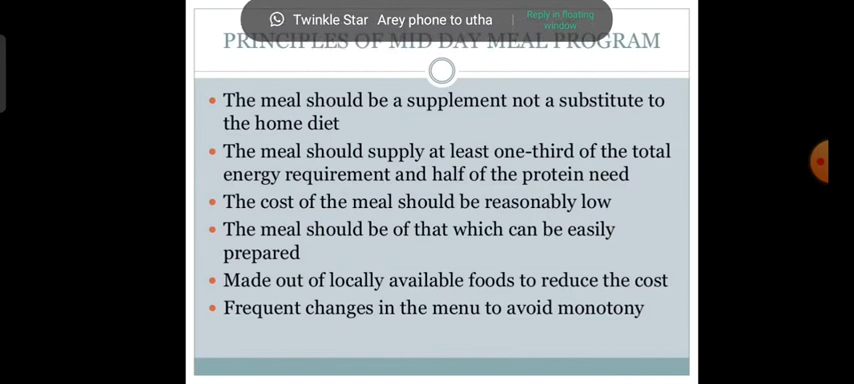 Twinkle Star Arey phone to utha
Reply in floating
window
PRINCIPLES OF MID DAY MEAL PROGRAM
• The meal should be a supplement not a substitute to
the home diet
• The meal should supply at least one-third of the total
energy requirement and half of the protein need
• The cost of the meal should be reasonably low
• The meal should be of that which can be easily
prepared
• Made out of locally available foods to reduce the cost
• Frequent changes in the menu to avoid monotony